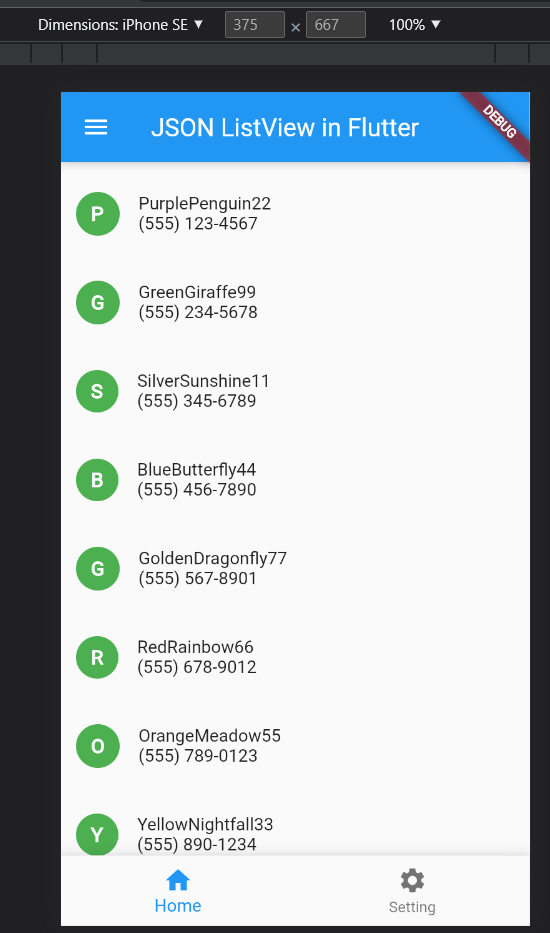 Dimensions: iPhone SE ▼ 375 × 667 100% ▼
JSON ListView in Flutter
DEBUG
P
PurplePenguin22
(555) 123-4567
G
GreenGiraffe99
(555) 234-5678
S
SilverSunshine11
(555) 345-6789
B
BlueButterfly44
(555) 456-7890
G
GoldenDragonfly77
(555) 567-8901
R
RedRainbow66
(555) 678-9012
O
OrangeMeadow55
(555) 789-0123
Y
YellowNightfall33
(555) 890-1234
Home
Setting